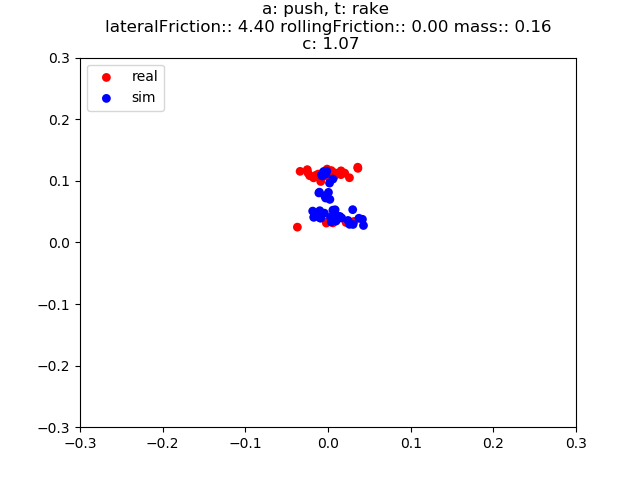 a: push, t: rake
lateralFriction:: 4.40 rollingFriction:: 0.00 mass:: 0.16
c: 1.07
real
sim
0.3
0.2
0.1
0.0
−0.1
−0.2
−0.3
−0.3
−0.2
−0.1
0.0
0.1
0.2
0.3